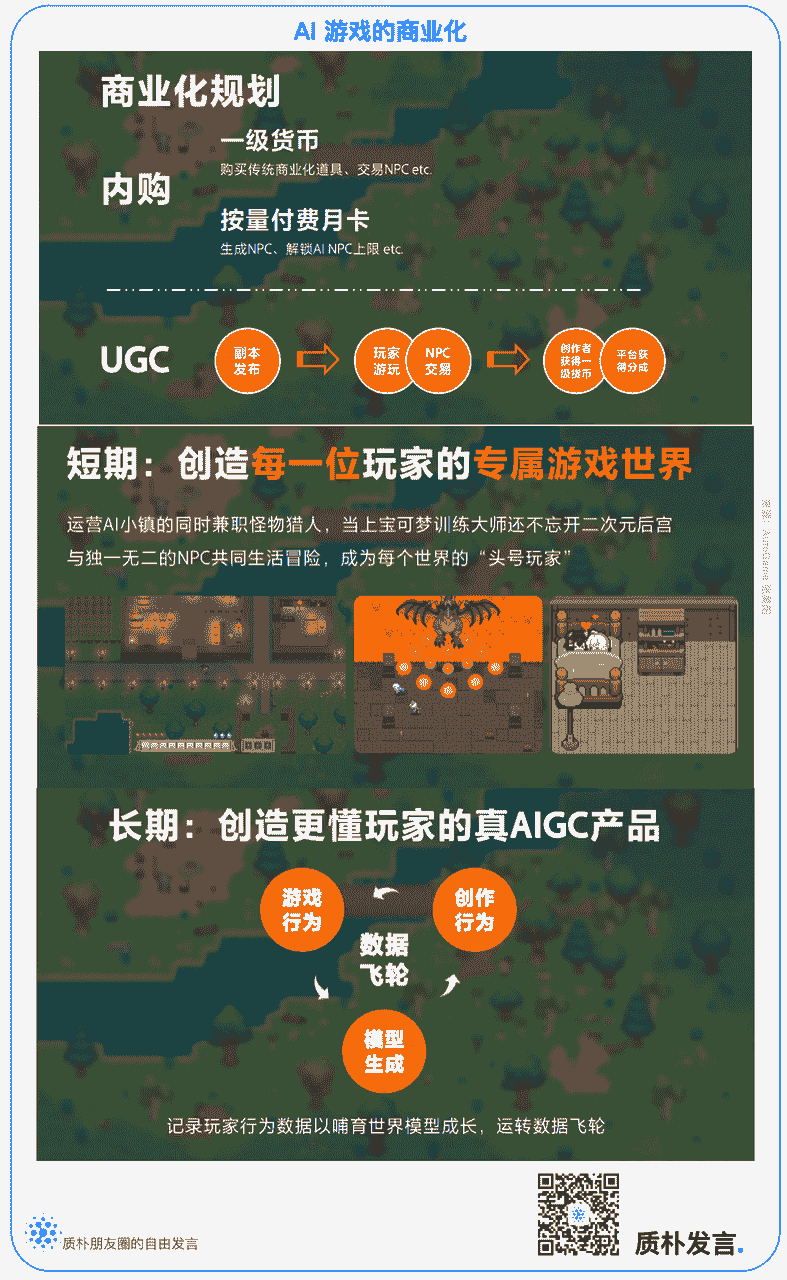 AI 游戏的商业化
商业化规划
内购
一级货币
购买传统商业化道具、交易NPC etc.
按量付费月卡
生成NPC、解锁AI NPC上限 etc.
UGC
副本
发布
玩家
游玩
NPC
交易
创作者
获得一
级货币
平台获
得分成
短期：创造每一位玩家的专属游戏世界
运营AI小镇的同时兼职怪物猎人，当上宝可梦训练大师还不忘开二次元后宫
与独一无二的NPC共同生活冒险，成为每个世界的“头号玩家”
长期：创造更懂玩家的真AIGC产品
游戏
行为
创作
行为
数据
飞轮
模型
生成
记录玩家行为数据以哺育世界模型成长，运转数据飞轮
质朴朋友圈的自由发言
质朴发言.